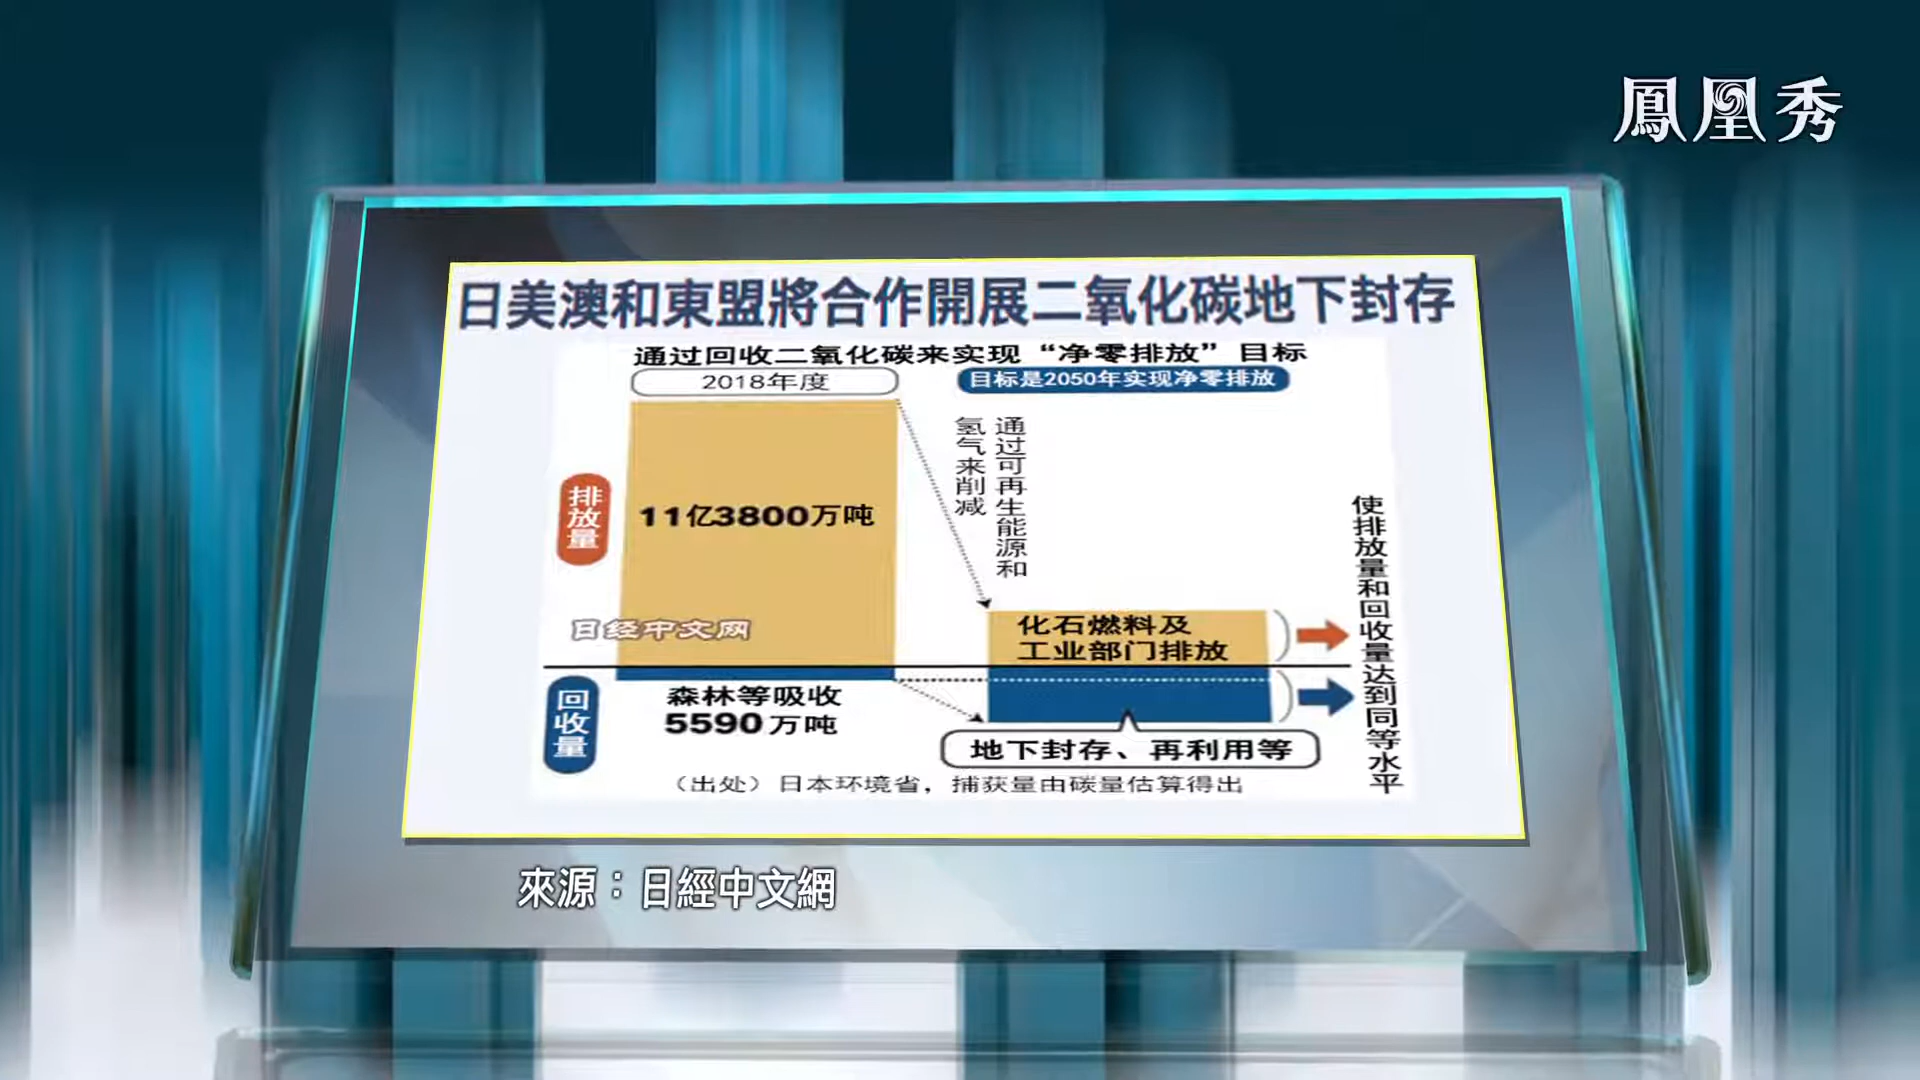 鳳凰秀
日美澳和東盟將合作開展二氧化碳地下封存
通过回收二氧化碳来实现“净零排放”目标
2018年度
目标是2050年实现净零排放
排放量
11亿3800万吨
通过可再生能源和
氢气来削减
日经中文网
化石燃料及
工业部门排放
使排放量和回收量达到同等水平
回收量
森林等吸收
5590万吨
地下封存、再利用等
（出处）日本环境省，捕获量由碳量估算得出
來源：日經中文網